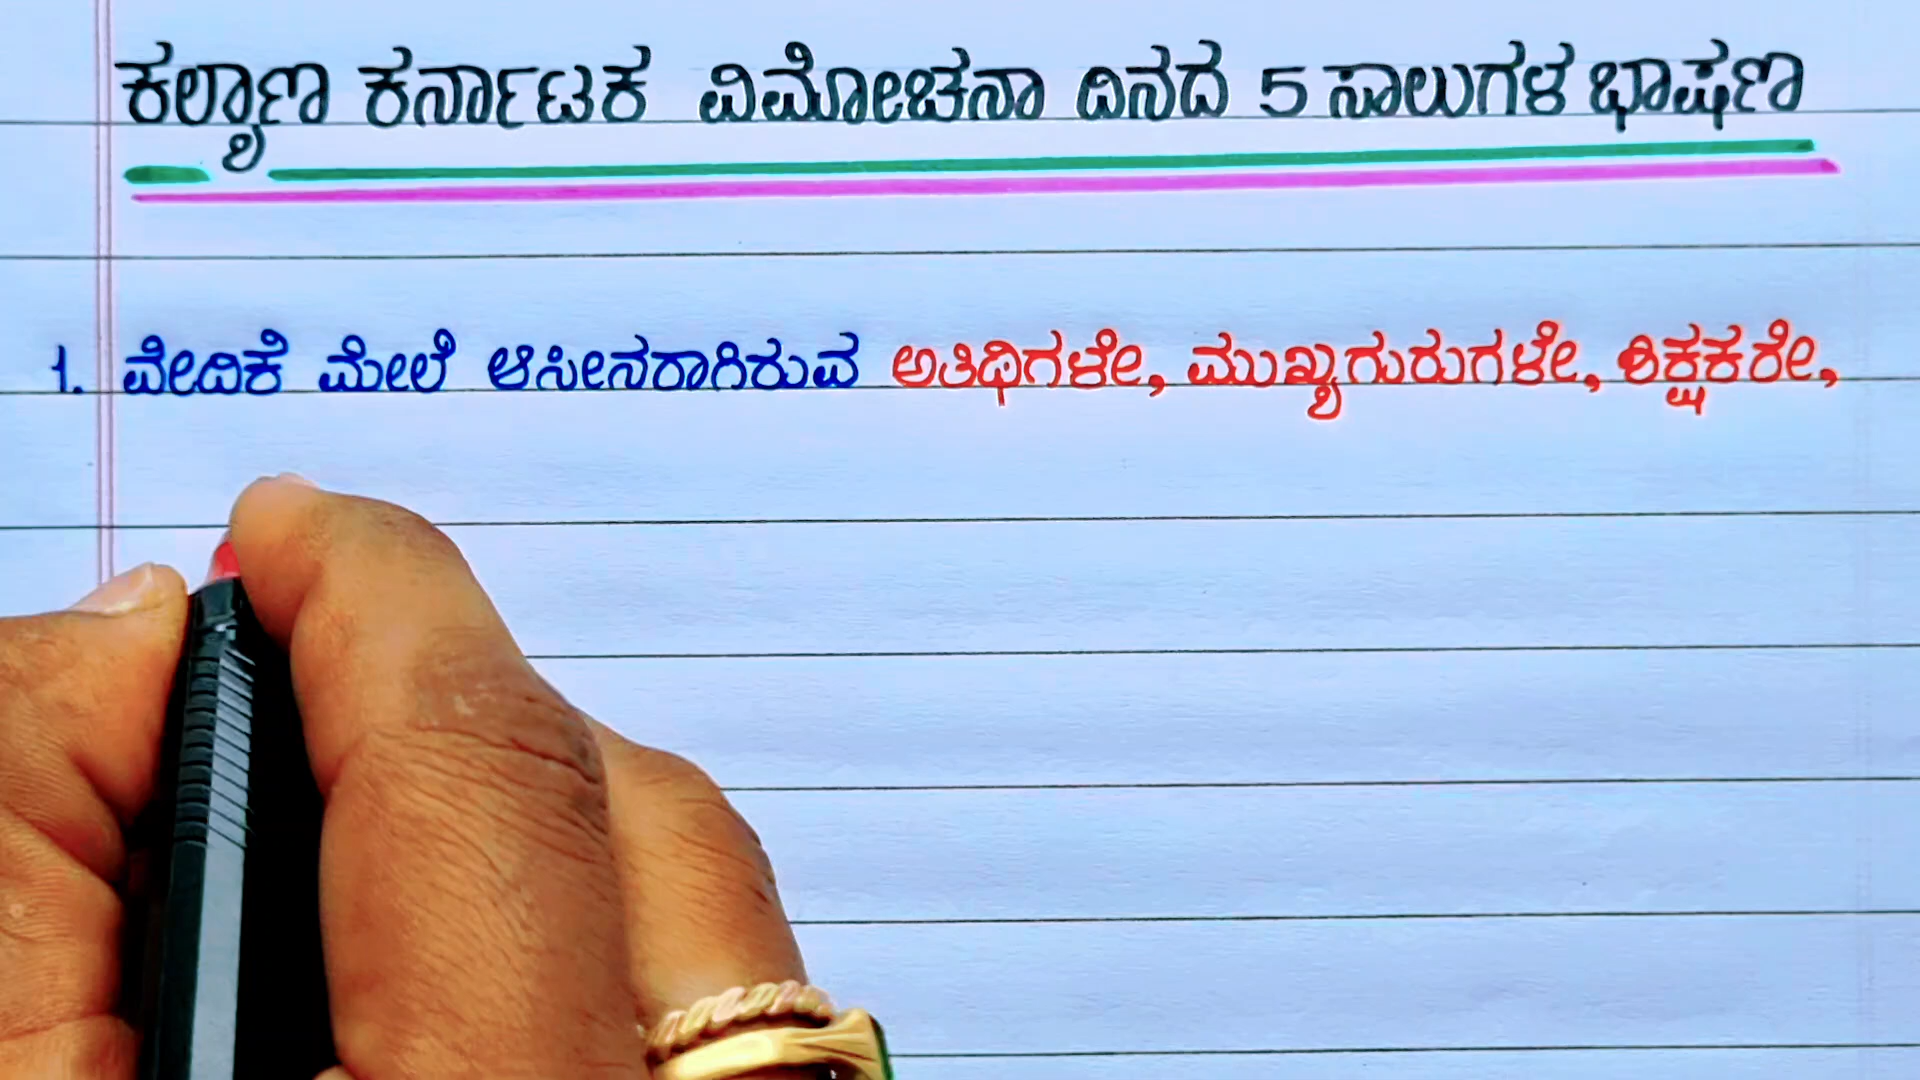 ಕಲ್ಯಾಣ ಕರ್ನಾಟಕ ವಿಮೋಚನಾ ದಿನದ 5 ಸಾಲುಗಳ ಭಾಷಣ
1. ವೇದಿಕೆ ಮೇಲೆ ಆಸೀನರಾಗಿರುವ ಅತಿಥಿಗಳೇ, ಮುಖ್ಯಗುರುಗಳೇ, ಶಿಕ್ಷಕರೇ,